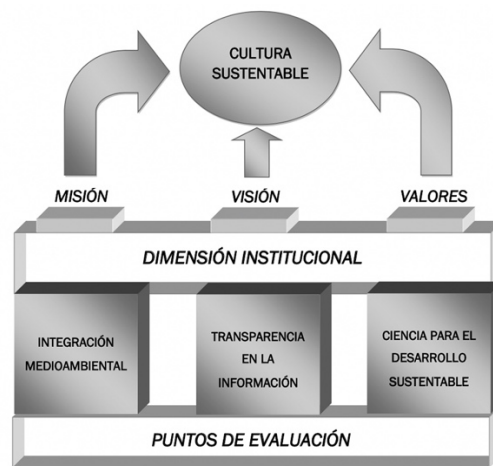 CULTURA
SUSTENTABLE
MISIÓN
VISIÓN
VALORES
DIMENSIÓN INSTITUCIONAL
INTEGRACIÓN
MEDIOAMBIENTAL
TRANSPARENCIA
EN LA
INFORMACIÓN
CIENCIA PARA EL
DESARROLLO
SUSTENTABLE
PUNTOS DE EVALUACIÓN